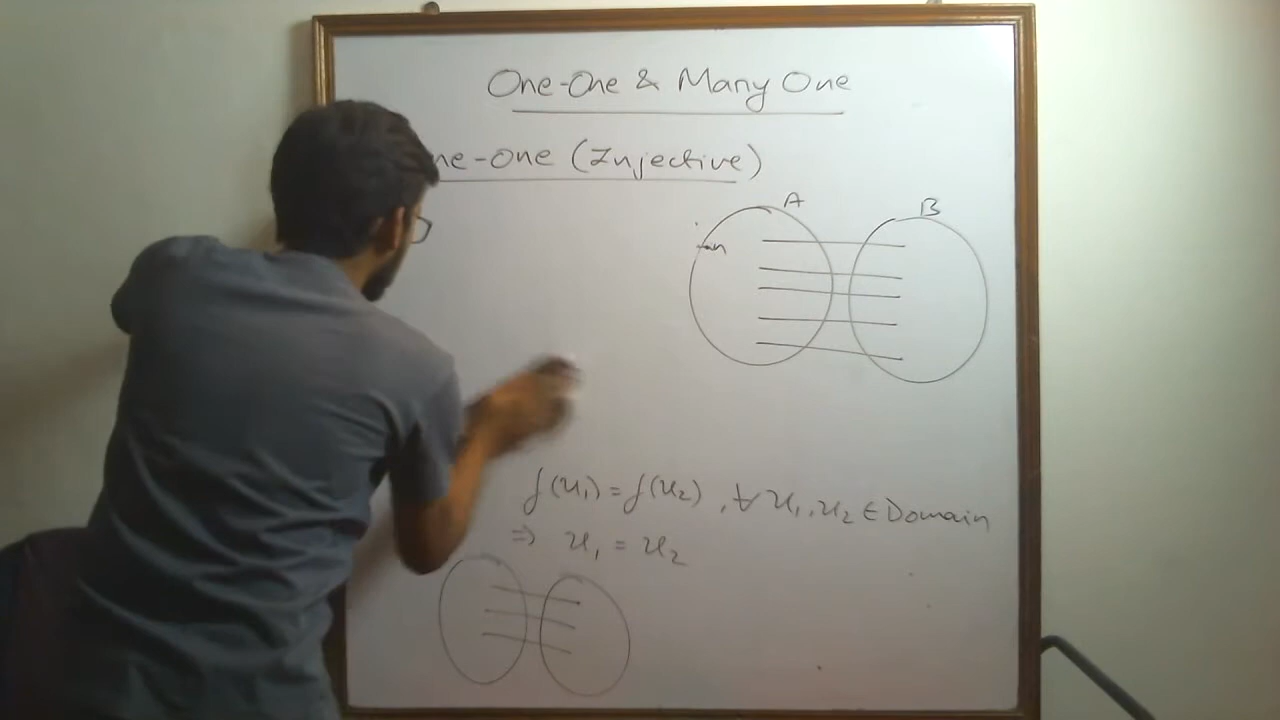 One-One & Many One
ne-One (Injective)
A
B
f(x₁) = f(x₂) , ∀ x₁, x₂ ∈ Domain
⇒ x₁ = x₂